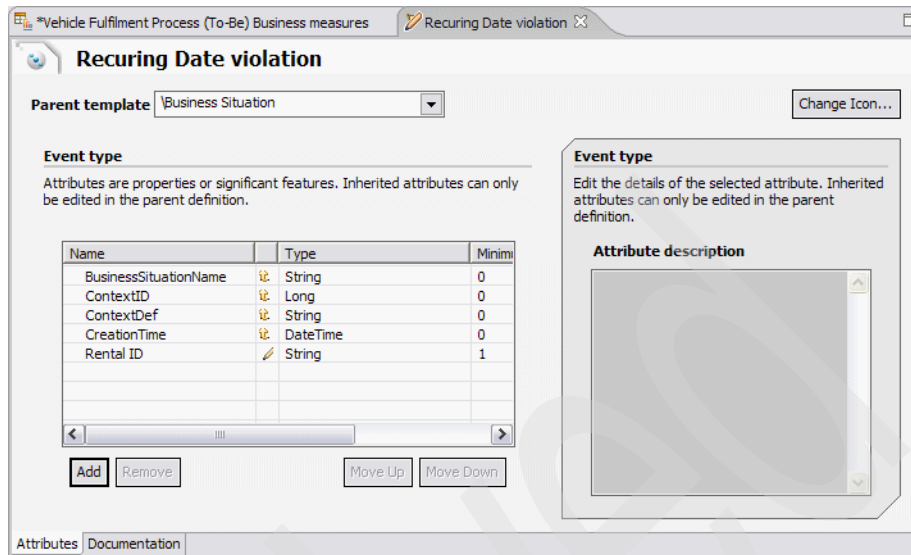 *Vehicle Fulfilment Process (To-Be) Business measures
Recuring Date violation
Recuring Date violation
Parent template \Business Situation
Change Icon...
Event type
Attributes are properties or significant features. Inherited attributes can only
be edited in the parent definition.
Name Type Minimu
BusinessSituationName String 0
ContextID Long 0
ContextDef String 0
CreationTime DateTime 0
Rental ID String 1
Add Remove Move Up Move Down
Event type
Edit the details of the selected attribute. Inherited
attributes can only be edited in the parent
definition.
Attribute description
Attributes Documentation